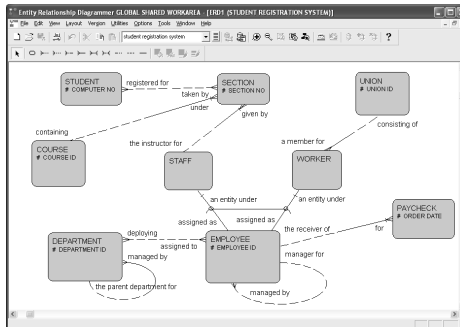 Entity Relationship Diagrammer GLOBAL SHARED WORKAREA - [ERD1 (STUDENT REGISTRATION SYSTEM)]
File Edit View Layout Version Utilities Options Tools Window Help
student registration system
STUDENT
# COMPUTER NO
registered for
taken by
SECTION
# SECTION NO
UNION
# UNION ID
under
containing
given by
consisting of
COURSE
# COURSE ID
the instructor for
a member for
STAFF
WORKER
an entity under
an entity under
PAYCHECK
# ORDER DATE
assigned as
assigned as
the receiver of
for
DEPARTMENT
# DEPARTMENT ID
deploying
assigned to
EMPLOYEE
# EMPLOYEE ID
managed by
manager for
the parent department for
managed by